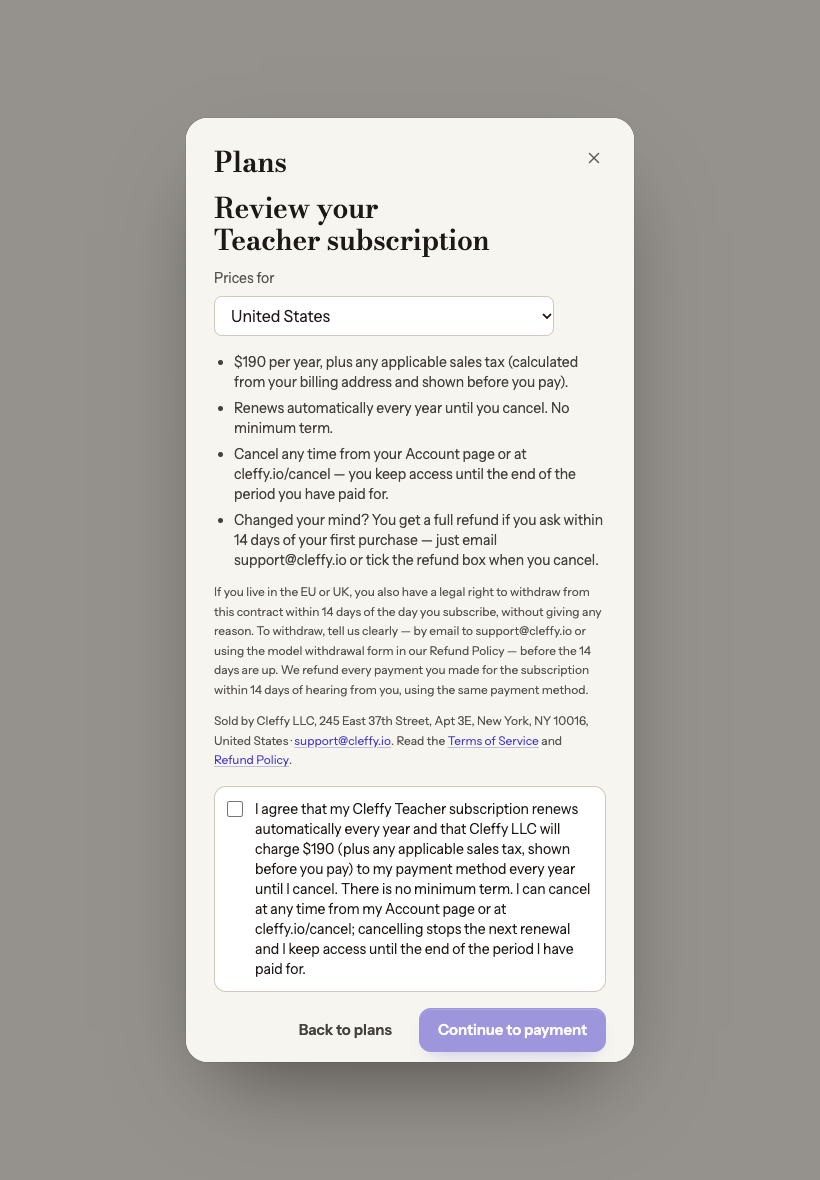 Plans
Review your
Teacher subscription
Prices for
United States
$190 per year, plus any applicable sales tax (calculated
from your billing address and shown before you pay).
Renews automatically every year until you cancel. No
minimum term.
Cancel any time from your Account page or at
cleffy.io/cancel — you keep access until the end of the
period you have paid for.
Changed your mind? You get a full refund if you ask within
14 days of your first purchase — just email
support@cleffy.io or tick the refund box when you cancel.
If you live in the EU or UK, you also have a legal right to withdraw from
this contract within 14 days of the day you subscribe, without giving any
reason. To withdraw, tell us clearly — by email to support@cleffy.io or
using the model withdrawal form in our Refund Policy — before the 14
days are up. We refund every payment you made for the subscription
within 14 days of hearing from you, using the same payment method.
Sold by Cleffy LLC, 245 East 37th Street, Apt 3E, New York, NY 10016,
United States · support@cleffy.io. Read the Terms of Service and
Refund Policy.
I agree that my Cleffy Teacher subscription renews
automatically every year and that Cleffy LLC will
charge $190 (plus any applicable sales tax, shown
before you pay) to my payment method every year
until I cancel. There is no minimum term. I can cancel
at any time from my Account page or at
cleffy.io/cancel; cancelling stops the next renewal
and I keep access until the end of the period I have
paid for.
Back to plans
Continue to payment